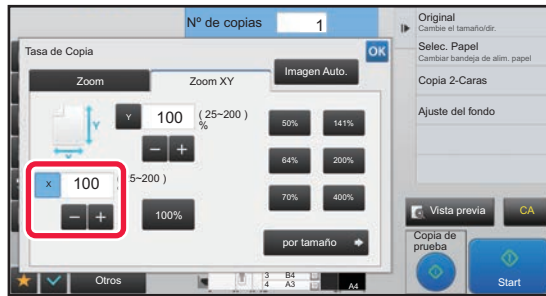 Nº de copias 1
Original
Cambie el tamaño/dir.
Selec. Papel
Cambiar bandeja de alim. papel
Copia 2-Caras
Ajuste del fondo
Tasa de Copia
OK
Zoom
Zoom XY
Imagen Auto.
Y
Y 100 ( 25~200 )
%
- +
X 100 5~200 )
- +
100%
50% 141%
64% 200%
70% 400%
por tamaño
Vista previa
CA
Copia de
prueba
Start
Otros
3 B4
4 A3
A4